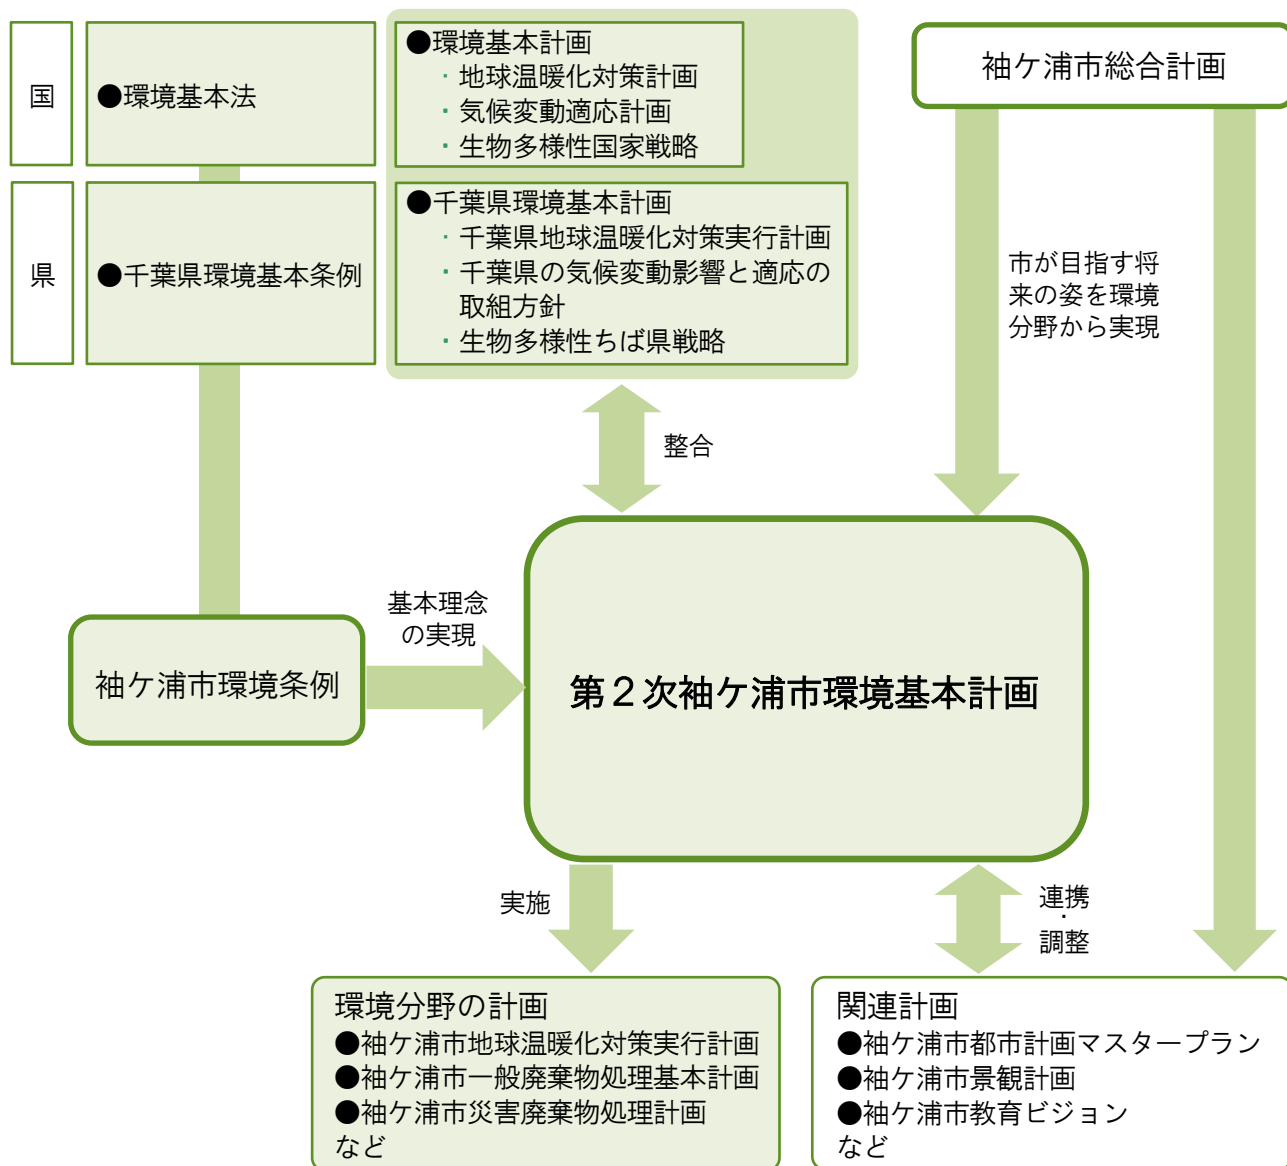 国
●環境基本法
●環境基本計画
・地球温暖化対策計画
・気候変動適応計画
・生物多様性国家戦略
袖ケ浦市総合計画
県
●千葉県環境基本条例
●千葉県環境基本計画
・千葉県地球温暖化対策実行計画
・千葉県の気候変動影響と適応の
取組方針
・生物多様性ちば県戦略
市が目指す将
来の姿を環境
分野から実現
整合
基本理念
の実現
袖ケ浦市環境条例
第２次袖ケ浦市環境基本計画
実施
連携
・
調整
環境分野の計画
●袖ケ浦市地球温暖化対策実行計画
●袖ケ浦市一般廃棄物処理基本計画
●袖ケ浦市災害廃棄物処理計画
など
関連計画
●袖ケ浦市都市計画マスタープラン
●袖ケ浦市景観計画
●袖ケ浦市教育ビジョン
など